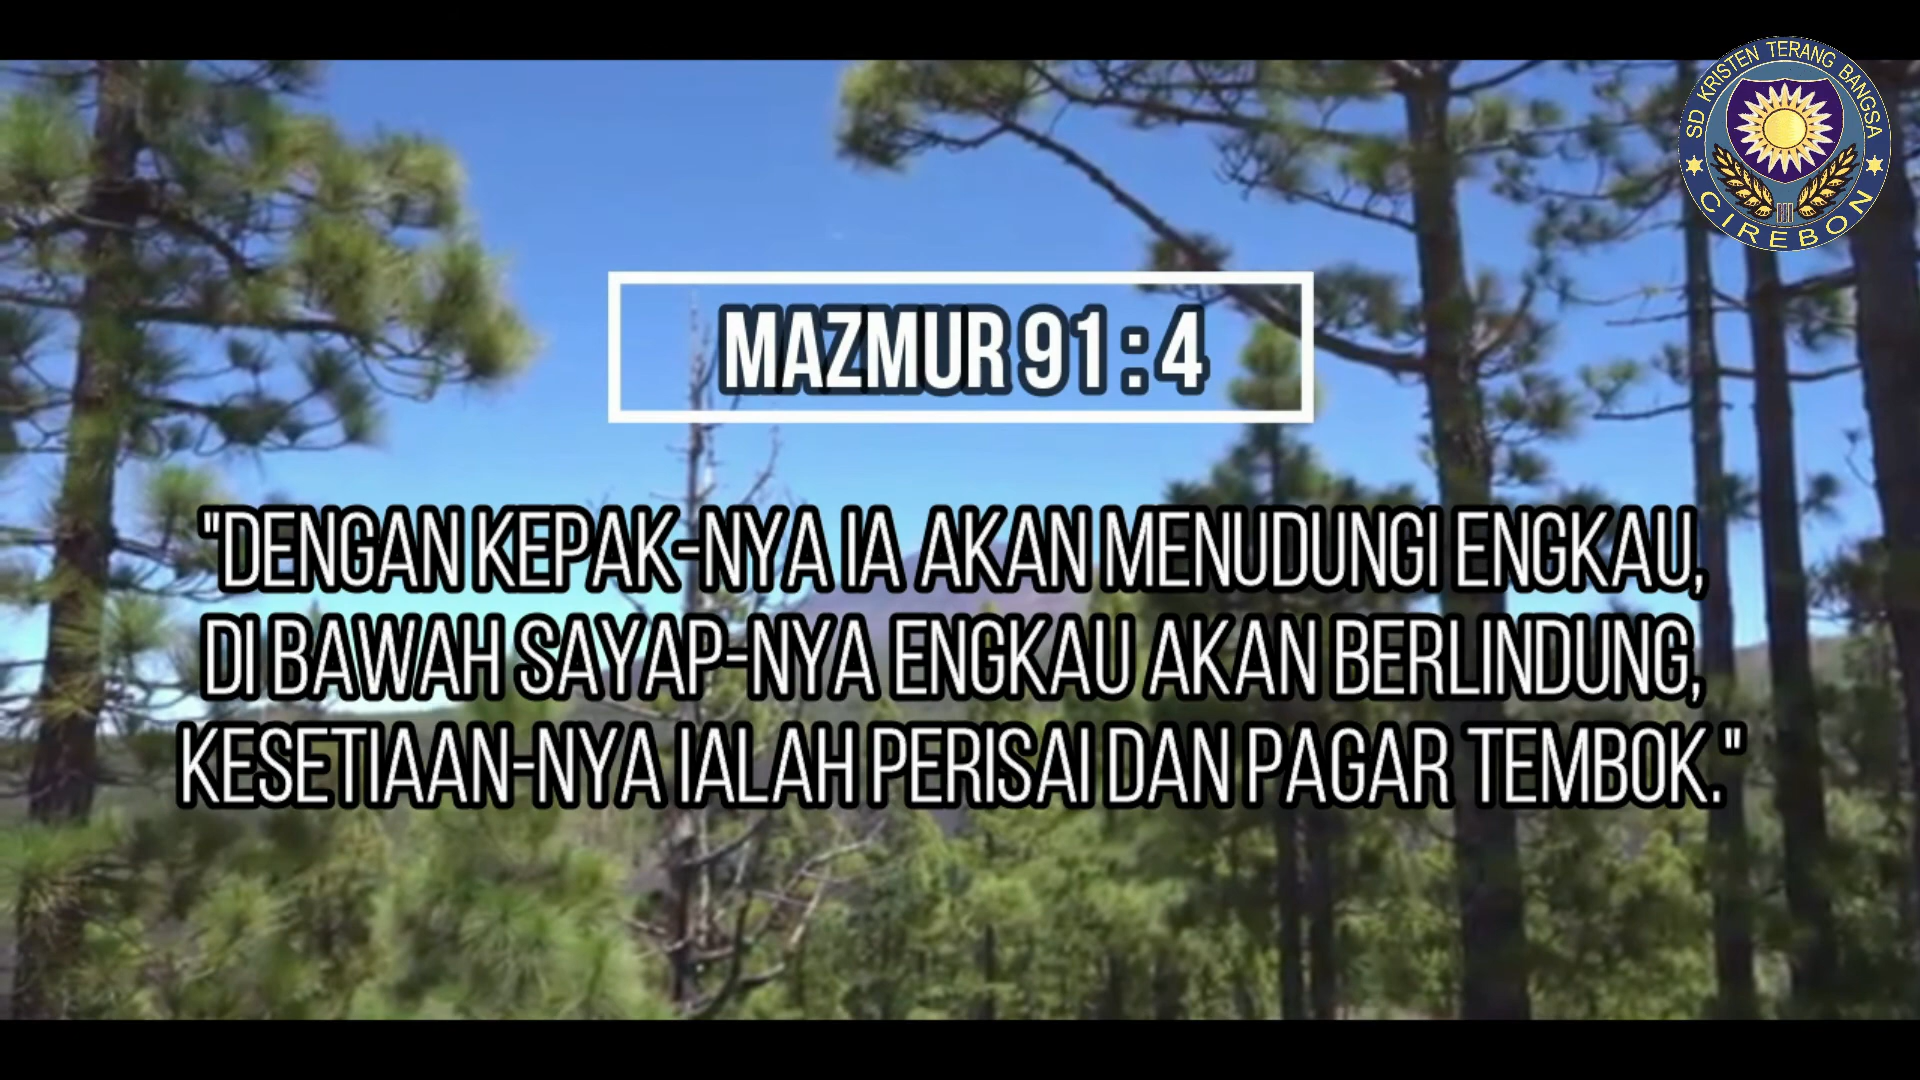 SD KRISTEN TERANG BANGSA
CIREBON
MAZMUR 91 : 4
"DENGAN KEPAK-NYA IA AKAN MENUDUNGI ENGKAU,
DI BAWAH SAYAP-NYA ENGKAU AKAN BERLINDUNG,
KESETIAAN-NYA IALAH PERISAI DAN PAGAR TEMBOK."